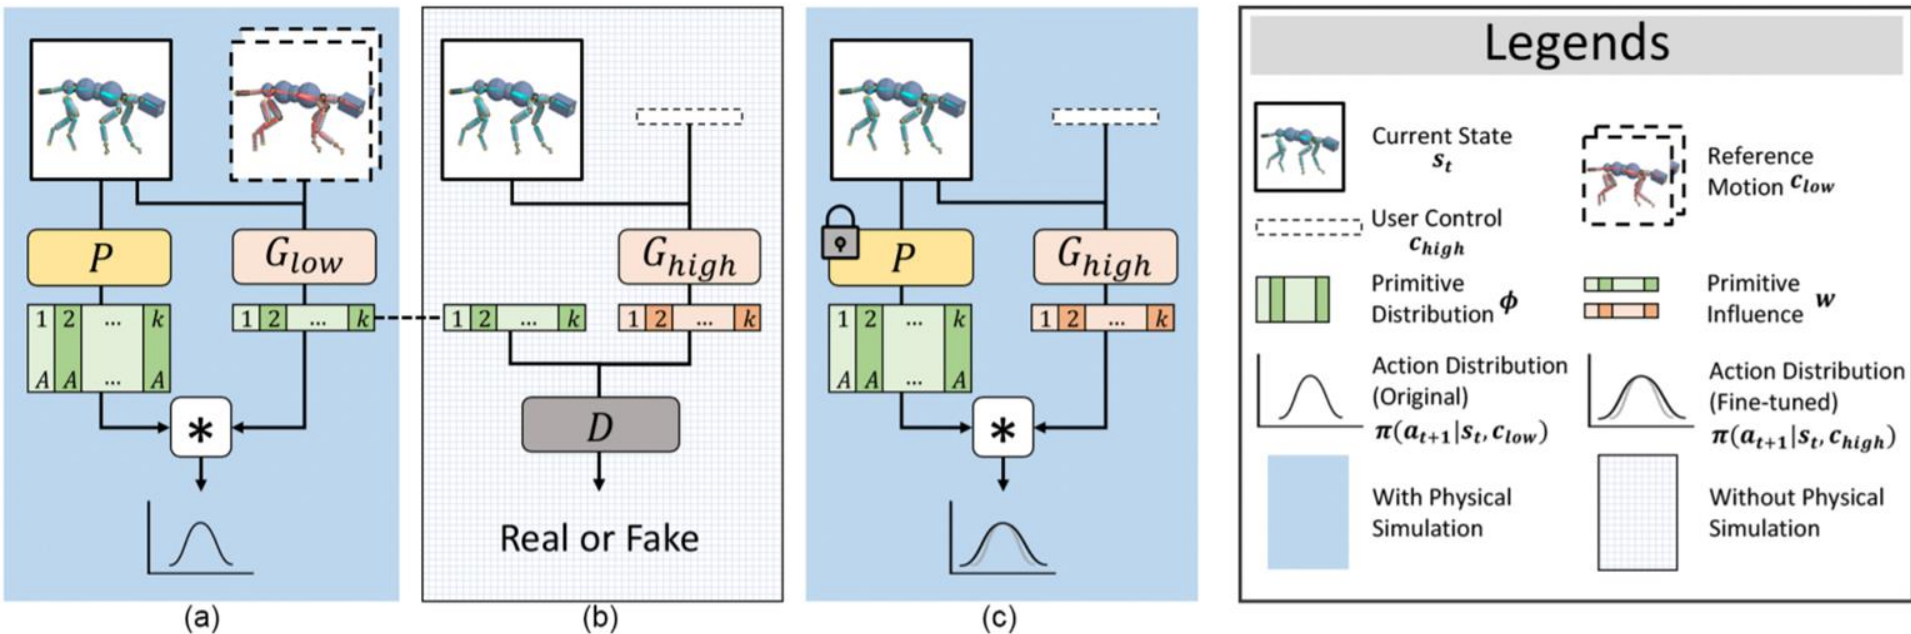 P
G_low
1 2 ... k
A A ... A
1 2 ... k
*
(a)
G_high
1 2 ... k
1 2 ... k
D
Real or Fake
(b)
P
G_high
1 2 ... k
A A ... A
1 2 ... k
*
(c)
Legends
Current State
s_t
Reference
Motion c_low
User Control
c_high
Primitive
Distribution ϕ
Primitive
Influence w
Action Distribution
(Original)
π(a_{t+1}|s_t, c_low)
Action Distribution
(Fine-tuned)
π(a_{t+1}|s_t, c_high)
With Physical
Simulation
Without Physical
Simulation